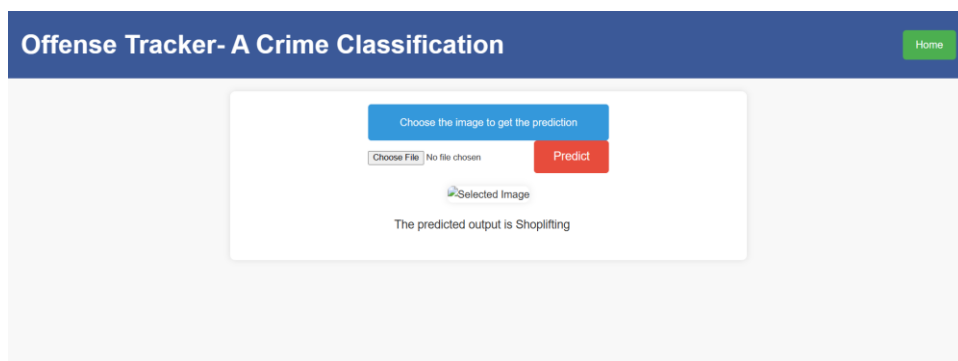 Offense Tracker- A Crime Classification
Home
Choose the image to get the prediction
Choose File No file chosen
Predict
Selected Image
The predicted output is Shoplifting